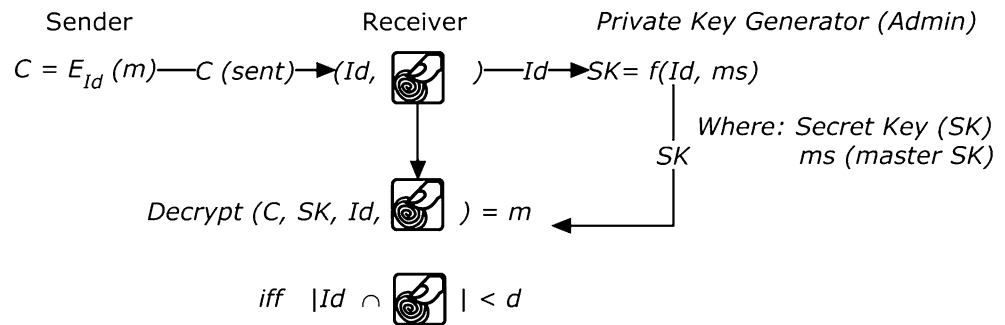 Sender Receiver Private Key Generator (Admin)
C = E_Id (m) C (sent) (Id, ) Id SK= f(Id, ms)
Where: Secret Key (SK)
SK ms (master SK)
Decrypt (C, SK, Id, ) = m
iff |Id ∩ | < d